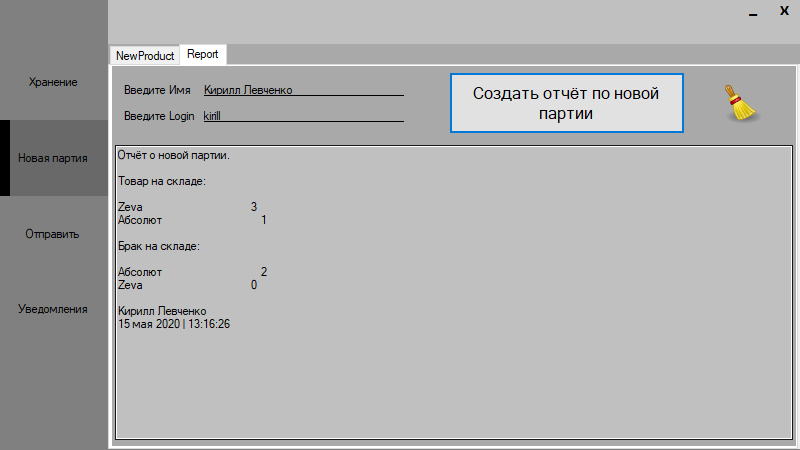 _ X
NewProduct Report
Хранение
Новая партия
Отправить
Уведомления
Введите Имя Кирилл Левченко
Введите Login kirill
Создать отчёт по новой
партии
Отчёт о новой партии.
Товар на складе:
Zeva 3
Абсолют 1
Брак на складе:
Абсолют 2
Zeva 0
Кирилл Левченко
15 мая 2020 | 13:16:26